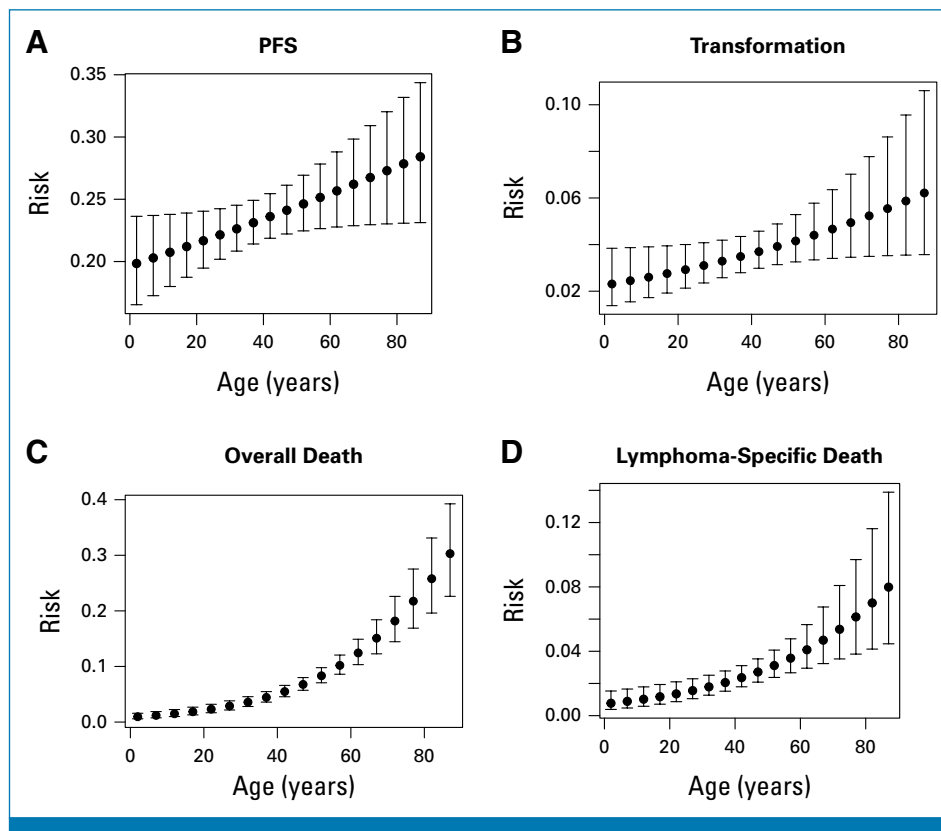 A
PFS
0.35
0.30
0.25
0.20
Risk
0 20 40 60 80
Age (years)
B
Transformation
0.10
0.06
0.02
Risk
0 20 40 60 80
Age (years)
C
Overall Death
0.4
0.3
0.2
0.1
0.0
Risk
0 20 40 60 80
Age (years)
D
Lymphoma-Specific Death
0.12
0.08
0.04
0.00
Risk
0 20 40 60 80
Age (years)